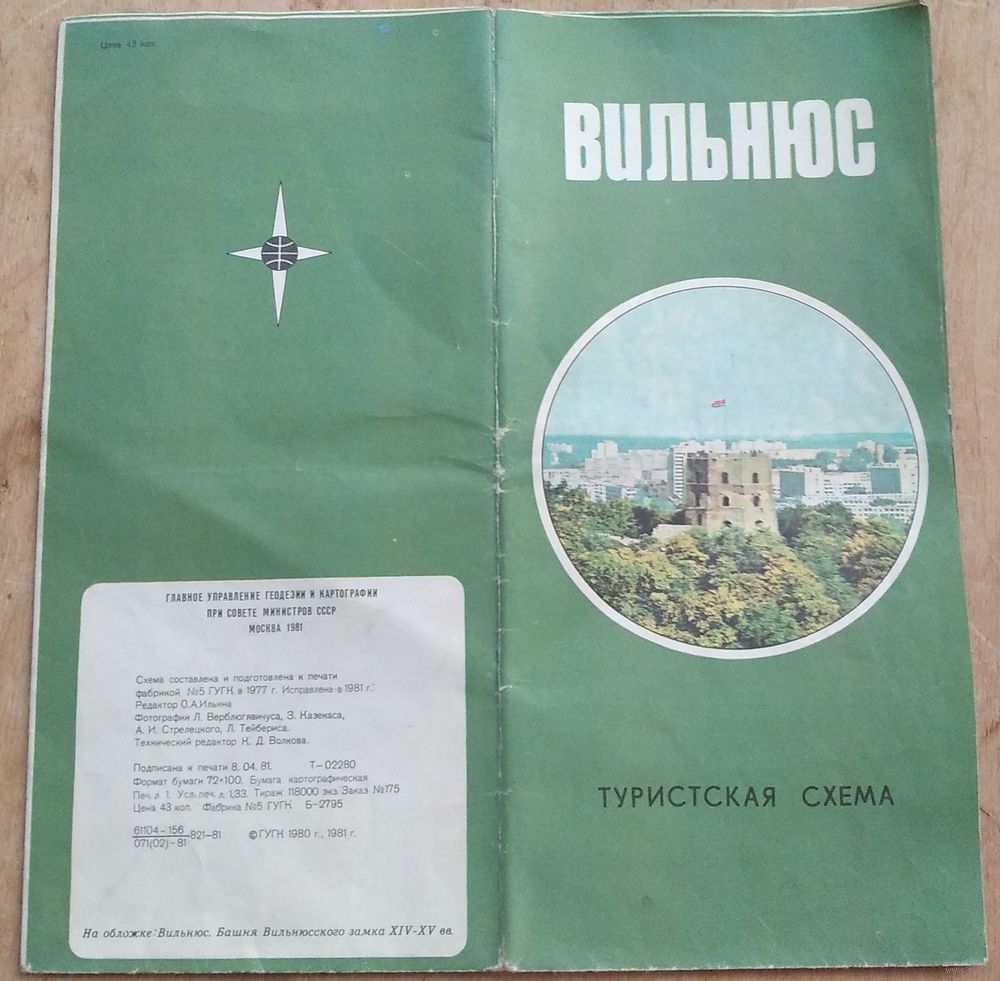 Цена 43 коп.
ВИЛЬНЮС
ТУРИСТСКАЯ СХЕМА
ГЛАВНОЕ УПРАВЛЕНИЕ ГЕОДЕЗИИ И КАРТОГРАФИИ
ПРИ СОВЕТЕ МИНИСТРОВ СССР
МОСКВА 1981
Схема составлена и подготовлена к печати
фабрикой №5 ГУГК в 1977 г. Исправлена в 1981 г.
Редактор О.А.Ильина
Фотографии Л. Верблюгявичуса, З. Казекаса,
А. И. Стрелецкого, Л. Тейбериса.
Технический редактор К. Д. Волкова.
Подписана к печати 8. 04. 81. Т-02280
Формат бумаги 72×100. Бумага картографическая
Печ. л 1. Усл. печ. л. 1,33. Тираж 118000 экз. Заказ №175
Цена 43 коп. Фабрика №5 ГУГК Б-2795
61104-156
071(02)-81
821-81 ©ГУГК 1980 г., 1981 г.
На обложке: Вильнюс. Башня Вильнюсского замка XIV-XV вв.